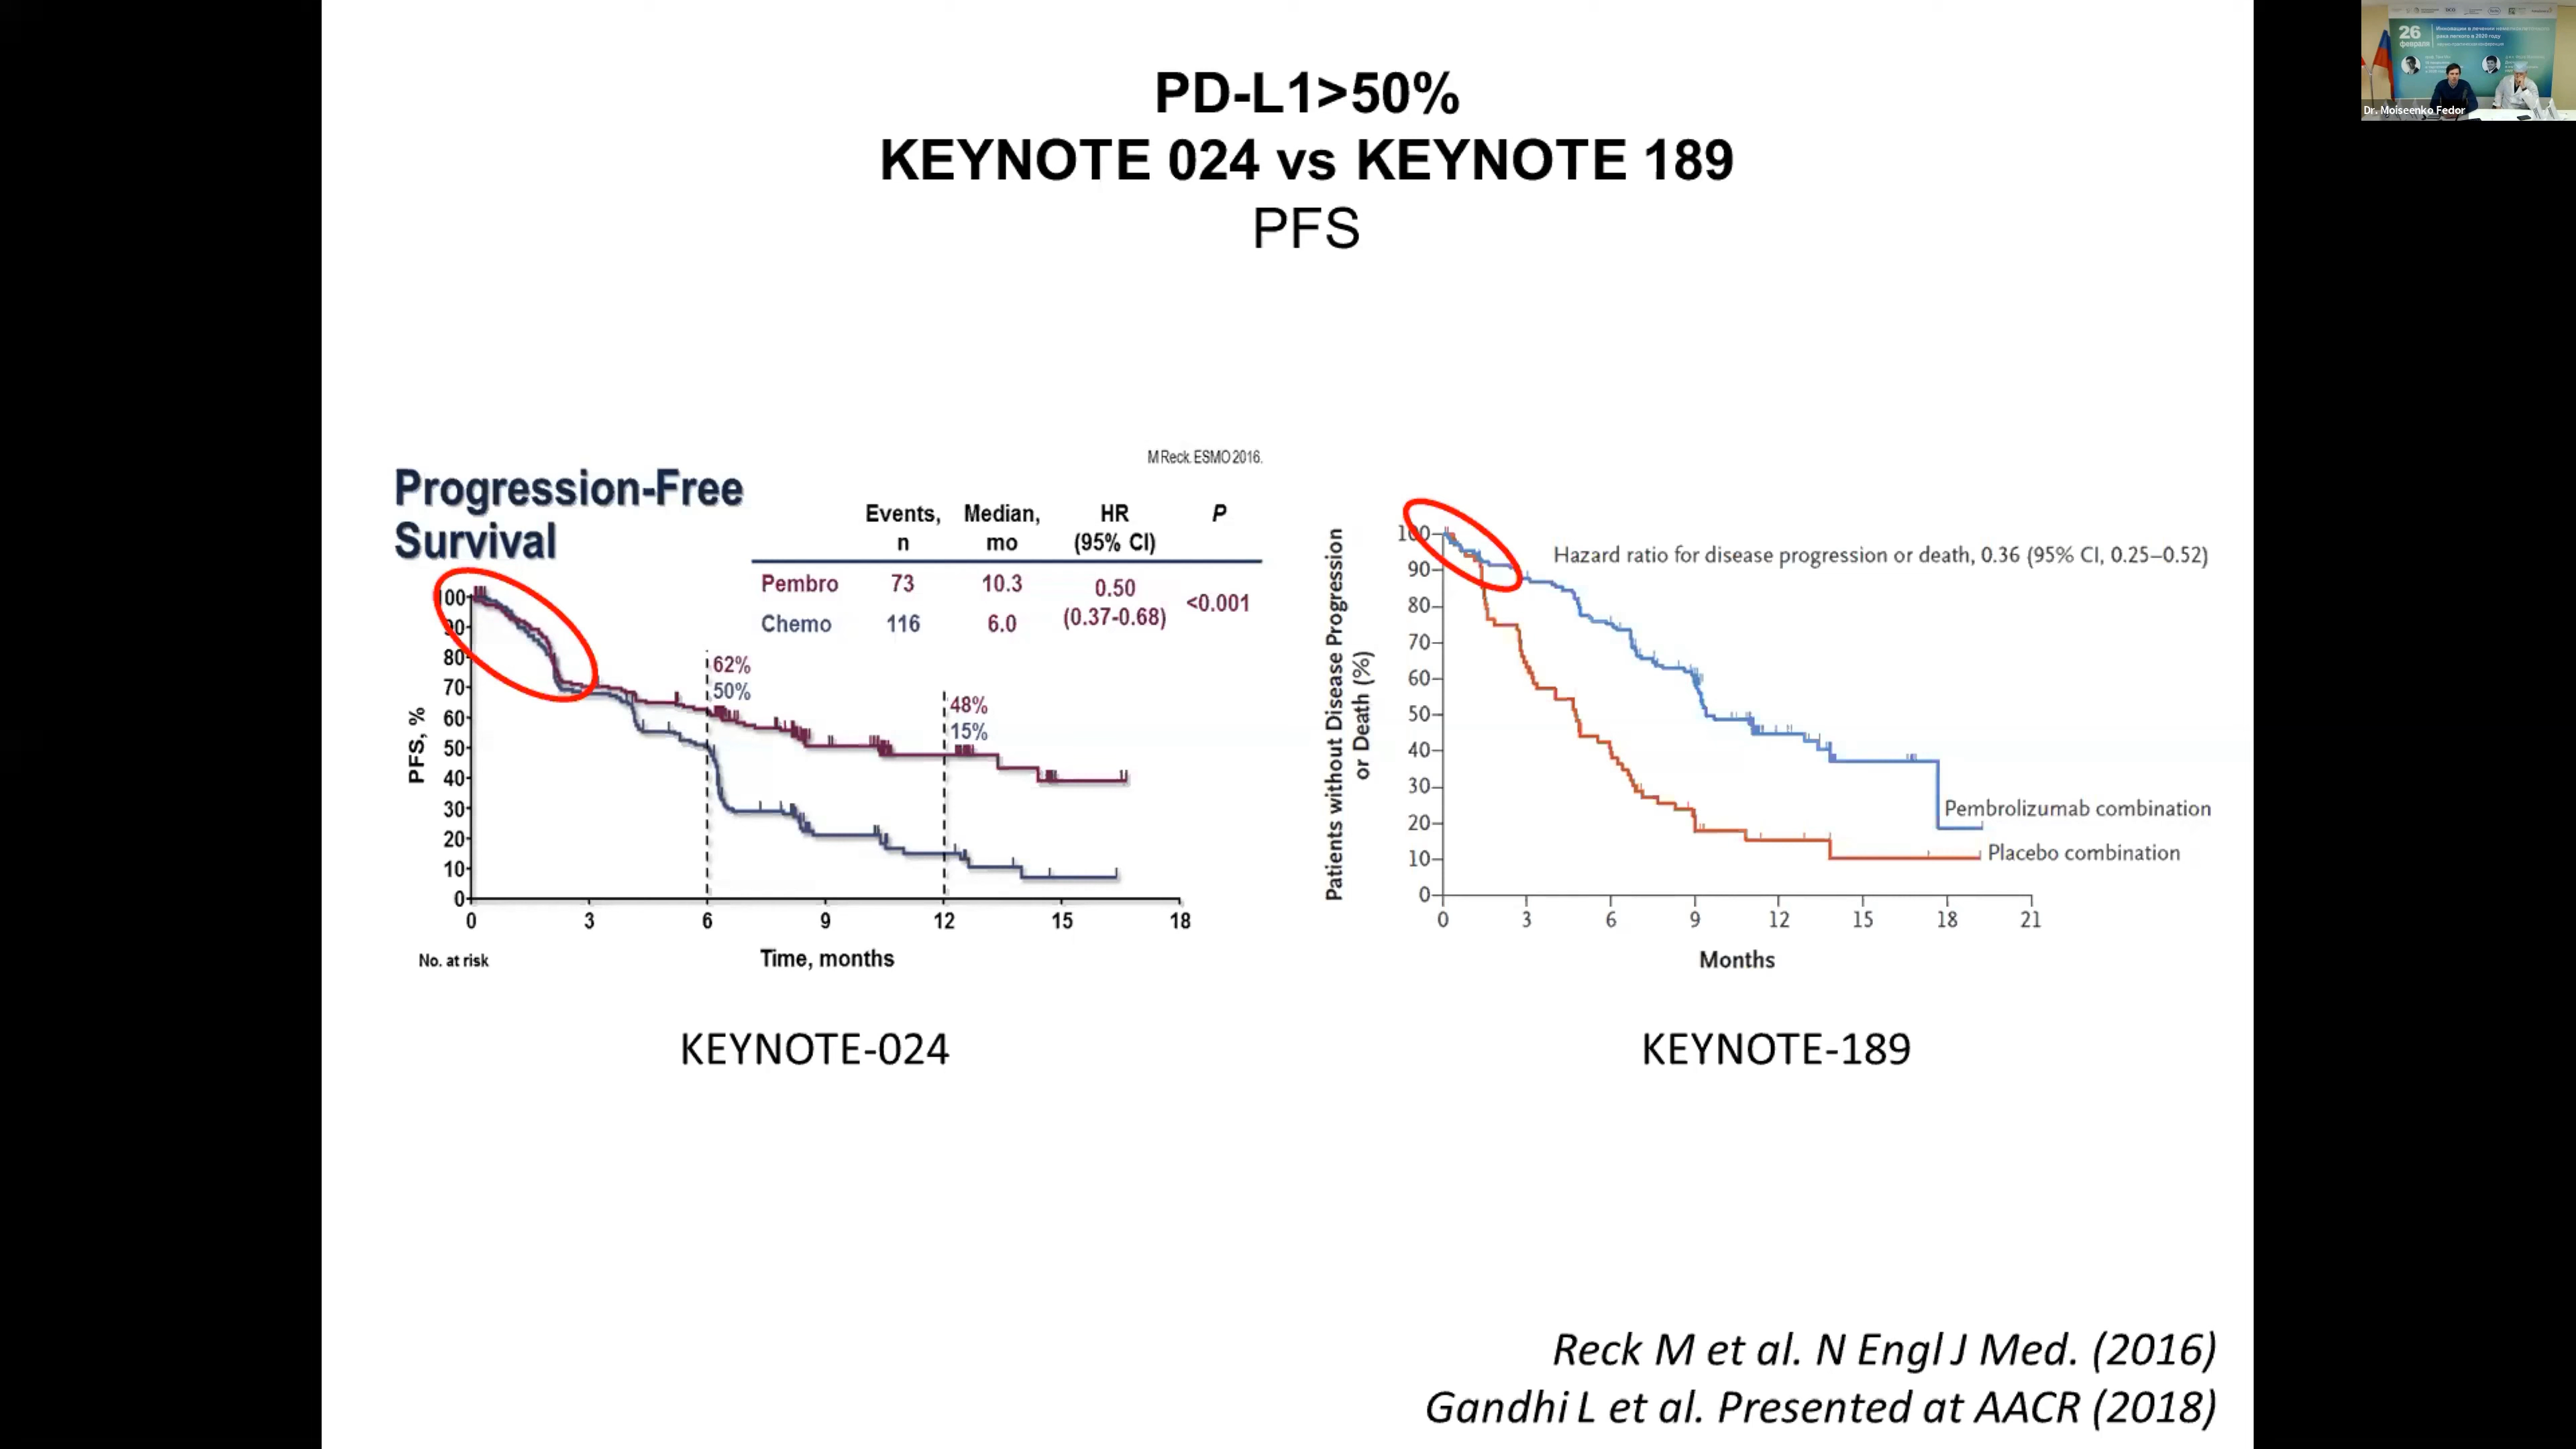 PD-L1>50%
KEYNOTE 024 vs KEYNOTE 189
PFS
M Reck. ESMO 2016.
Progression-Free
Survival
Events, Median, HR P
n mo (95% CI)
Pembro 73 10.3 0.50
(0.37-0.68) <0.001
Chemo 116 6.0
100
90
80
70
60
50
40
30
20
10
0
PFS, %
62%
50%
48%
15%
0 3 6 9 12 15 18
No. at risk
Time, months
KEYNOTE-024
Patients without Disease Progression
or Death (%)
100
90
80
70
60
50
40
30
20
10
0
Hazard ratio for disease progression or death, 0.36 (95% CI, 0.25–0.52)
Pembrolizumab combination
Placebo combination
0 3 6 9 12 15 18 21
Months
KEYNOTE-189
Reck M et al. N Engl J Med. (2016)
Gandhi L et al. Presented at AACR (2018)
26
февраля
Dr. Moiseenko Fedor